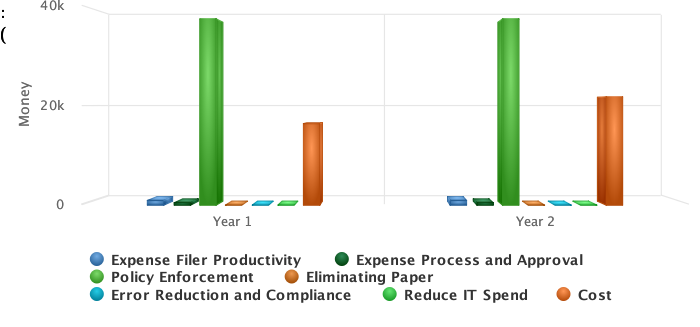 :
(
40k
20k
0
Money
Year 1 Year 2
Expense Filer Productivity Expense Process and Approval
Policy Enforcement Eliminating Paper
Error Reduction and Compliance Reduce IT Spend Cost